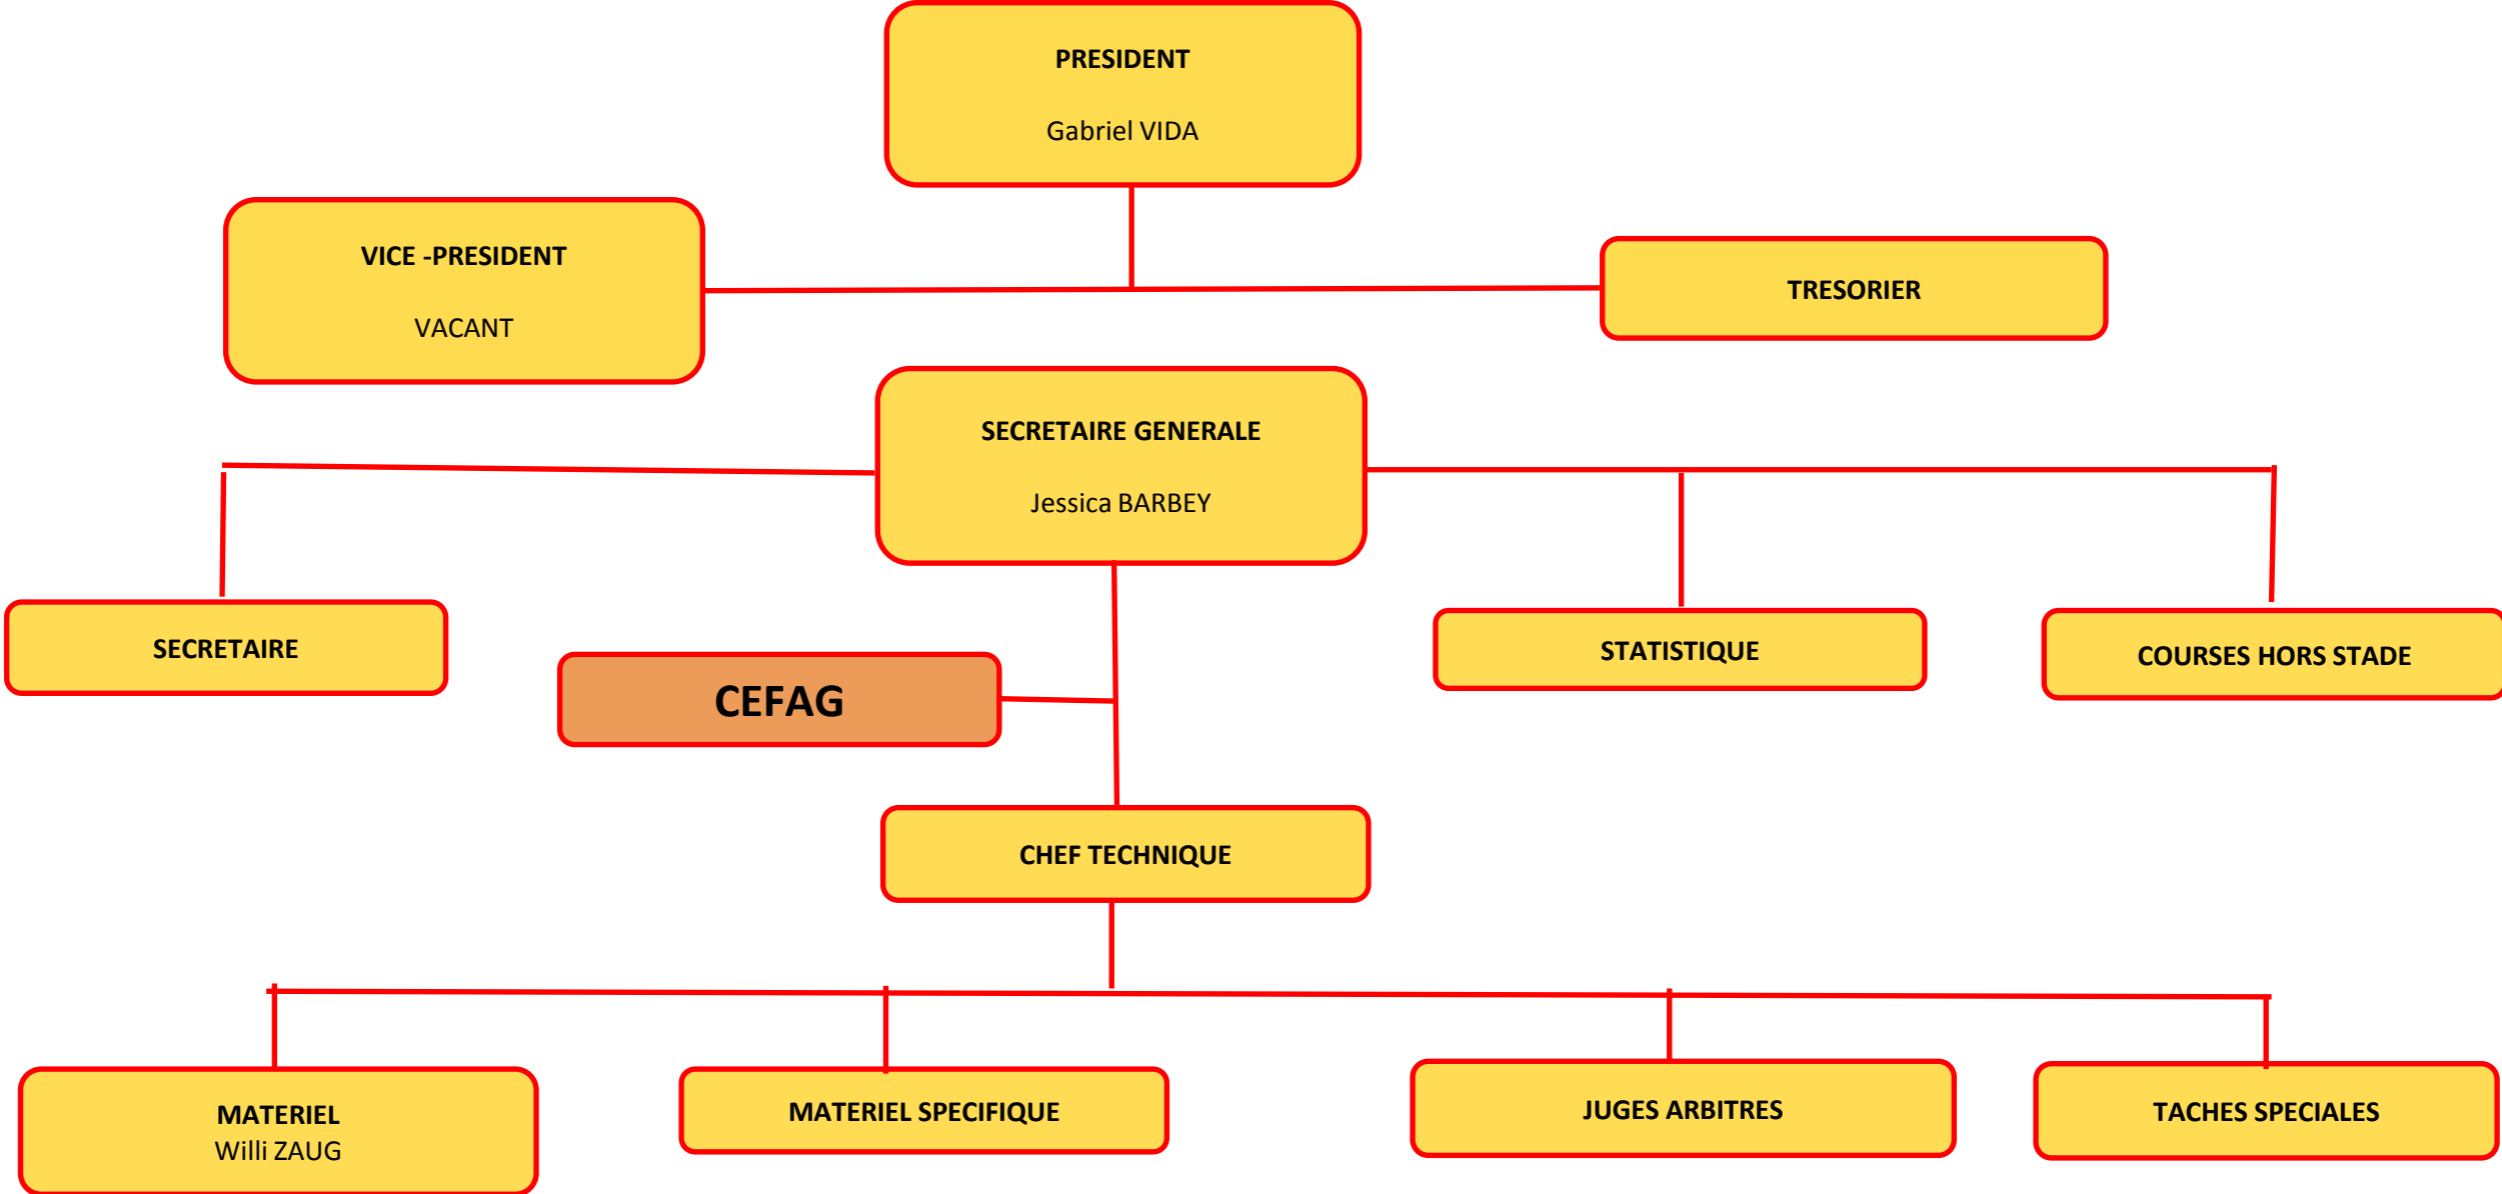 PRESIDENT
Gabriel VIDA
VICE -PRESIDENT
VACANT
TRESORIER
SECRETAIRE GENERALE
Jessica BARBEY
SECRETAIRE
STATISTIQUE
COURSES HORS STADE
CEFAG
CHEF TECHNIQUE
MATERIEL
Willi ZAUG
MATERIEL SPECIFIQUE
JUGES ARBITRES
TACHES SPECIALES